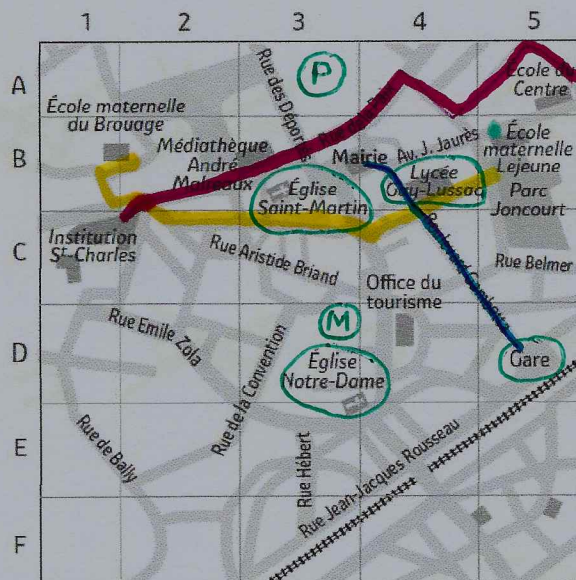 1 2 3 4 5
A
B
C
D
E
F
P
Rue des Déportés
École du
Centre
École maternelle
du Brouage
Médiathèque
André
Malraux
Mairie
Av. J. Jaurès
Lycée
Gay-Lussac
École
maternelle
Lejeune
Parc
Joncourt
Église
Saint-Martin
Institution
St-Charles
Rue Aristide Briand
Boulevard Gambetta
Rue Belmer
Office du
tourisme
Rue Emile Zola
M
Rue de la Convention
Église
Notre-Dame
Gare
Rue de Bally
Rue Hébert
Rue Jean-Jacques Rousseau